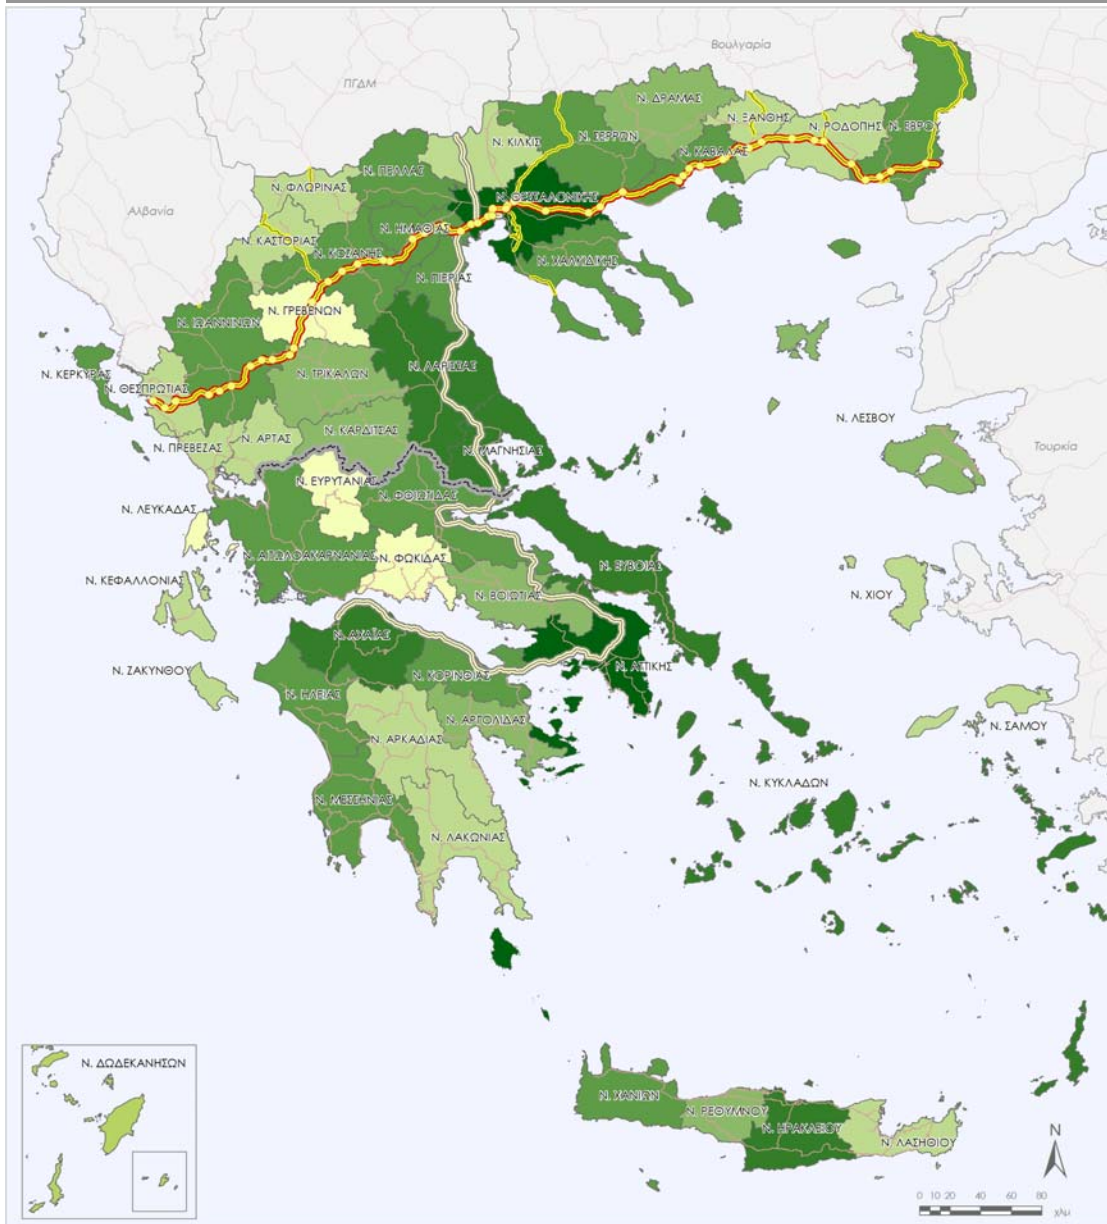 Βουλγαρία
ΠΓΔΜ
Ν. ΔΡΑΜΑΣ
Ν. ΞΑΝΘΗΣ
Ν. ΡΟΔΟΠΗΣ
Ν. ΕΒΡΟΥ
Ν. ΚΙΛΚΙΣ
Ν. ΣΕΡΡΩΝ
Ν. ΚΑΒΑΛΑΣ
Ν. ΠΕΛΛΑΣ
Ν. ΦΛΩΡΙΝΑΣ
Ν. ΘΕΣΣΑΛΟΝΙΚΗΣ
Αλβανία
Ν. ΗΜΑΘΙΑΣ
Ν. ΚΑΣΤΟΡΙΑΣ
Ν. ΚΟΖΑΝΗΣ
Ν. ΧΑΛΚΙΔΙΚΗΣ
Ν. ΠΙΕΡΙΑΣ
Ν. ΓΡΕΒΕΝΩΝ
Ν. ΙΩΑΝΝΙΝΩΝ
Ν. ΛΑΡΙΣΣΑΣ
Ν. ΚΕΡΚΥΡΑΣ
Ν. ΤΡΙΚΑΛΩΝ
Ν. ΘΕΣΠΡΩΤΙΑΣ
Ν. ΛΕΣΒΟΥ
Ν. ΚΑΡΔΙΤΣΑΣ
Ν. ΑΡΤΑΣ
Ν. ΠΡΕΒΕΖΑΣ
Ν. ΜΑΓΝΗΣΙΑΣ
Τουρκία
Ν. ΕΥΡΥΤΑΝΙΑΣ
Ν. ΦΘΙΩΤΙΔΑΣ
Ν. ΛΕΥΚΑΔΑΣ
Ν. ΑΙΤΩΛΟΑΚΑΡΝΑΝΙΑΣ
Ν. ΦΩΚΙΔΑΣ
Ν. ΕΥΒΟΙΑΣ
Ν. ΚΕΦΑΛΛΟΝΙΑΣ
Ν. ΒΟΙΩΤΙΑΣ
Ν. ΧΙΟΥ
Ν. ΑΧΑΪΑΣ
Ν. ΑΤΤΙΚΗΣ
Ν. ΖΑΚΥΝΘΟΥ
Ν. ΚΟΡΙΝΘΙΑΣ
Ν. ΗΛΕΙΑΣ
Ν. ΑΡΓΟΛΙΔΑΣ
Ν. ΣΑΜΟΥ
Ν. ΑΡΚΑΔΙΑΣ
Ν. ΚΥΚΛΑΔΩΝ
Ν. ΜΕΣΣΗΝΙΑΣ
Ν. ΛΑΚΩΝΙΑΣ
Ν. ΔΩΔΕΚΑΝΗΣΩΝ
Ν. ΧΑΝΙΩΝ
Ν. ΡΕΘΥΜΝΟΥ
Ν. ΗΡΑΚΛΕΙΟΥ
Ν. ΛΑΣΗΘΙΟΥ
N
0 10 20 40 60 80
χλμ